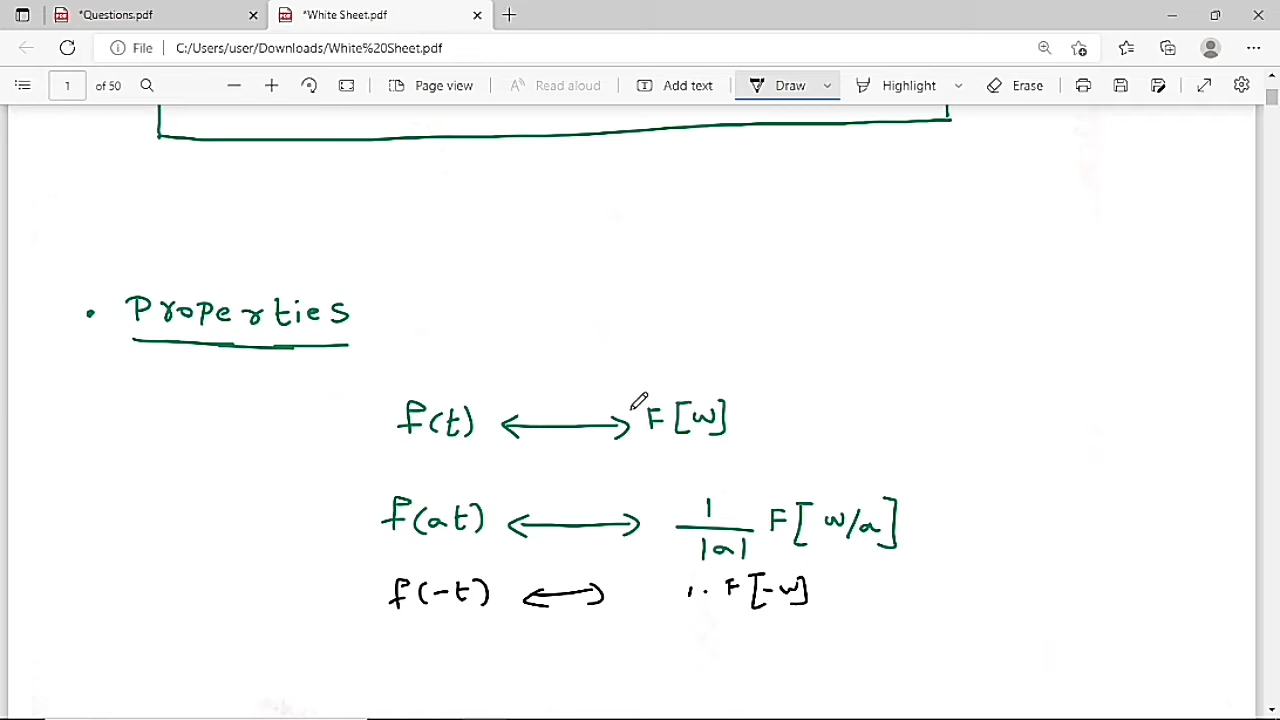 *Questions.pdf
*White Sheet.pdf
File C:/Users/user/Downloads/White%20Sheet.pdf
1 of 50 Page view Read aloud Add text Draw Highlight Erase
• Properties
f(t) ⟷ F[w]
f(at) ⟷ 1/|a| F[w/a]
f(-t) ⟷ 1. F[-w]